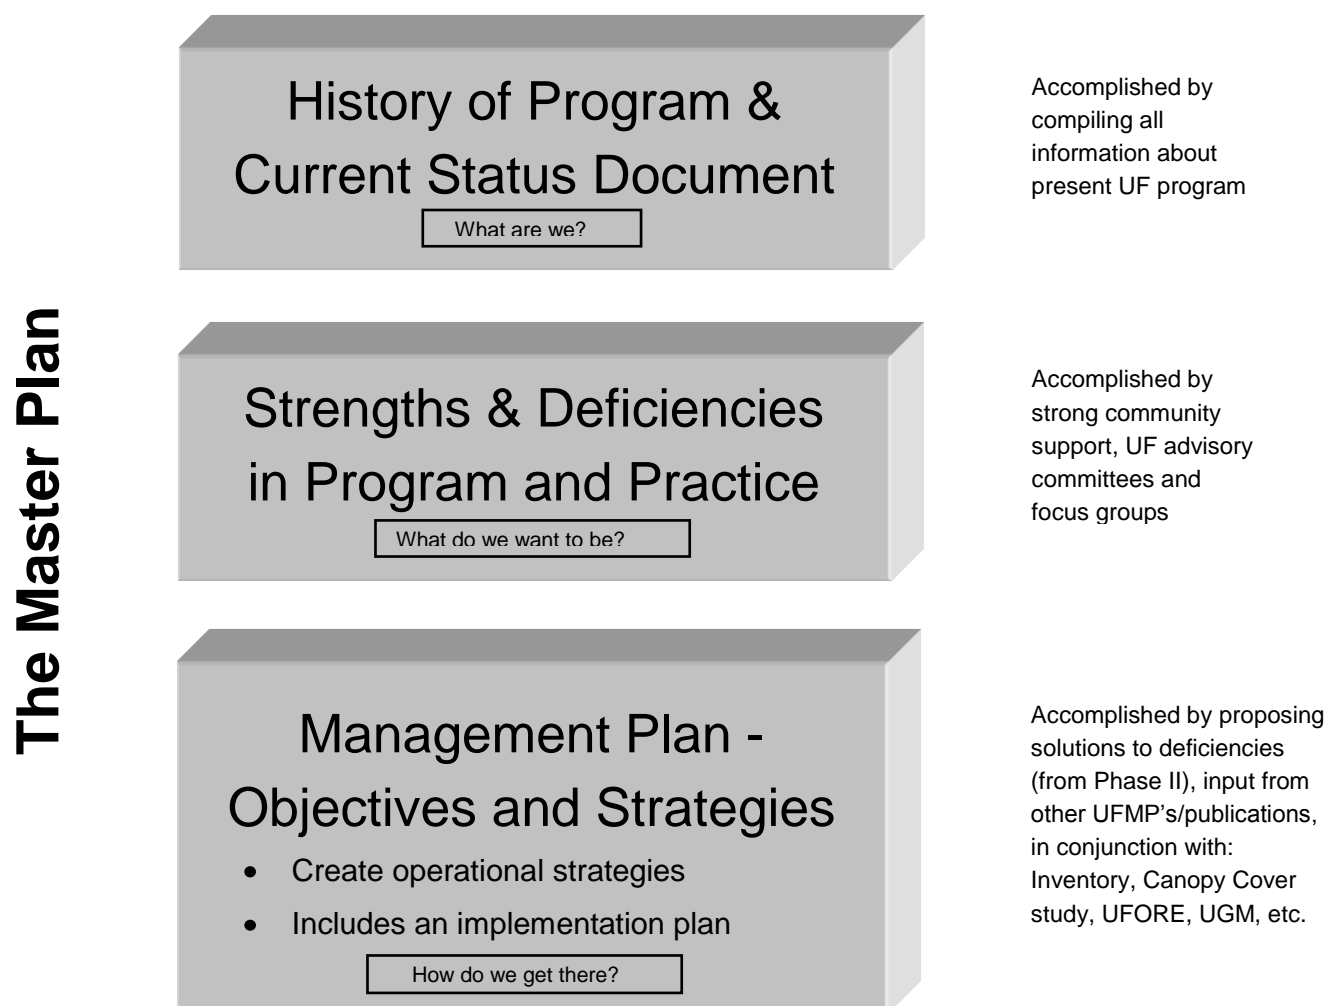 The Master Plan
History of Program &
Current Status Document
What are we?
Accomplished by
compiling all
information about
present UF program
Strengths & Deficiencies
in Program and Practice
What do we want to be?
Accomplished by
strong community
support, UF advisory
committees and
focus groups
Management Plan -
Objectives and Strategies
• Create operational strategies
• Includes an implementation plan
How do we get there?
Accomplished by proposing
solutions to deficiencies
(from Phase II), input from
other UFMP’s/publications,
in conjunction with:
Inventory, Canopy Cover
study, UFORE, UGM, etc.